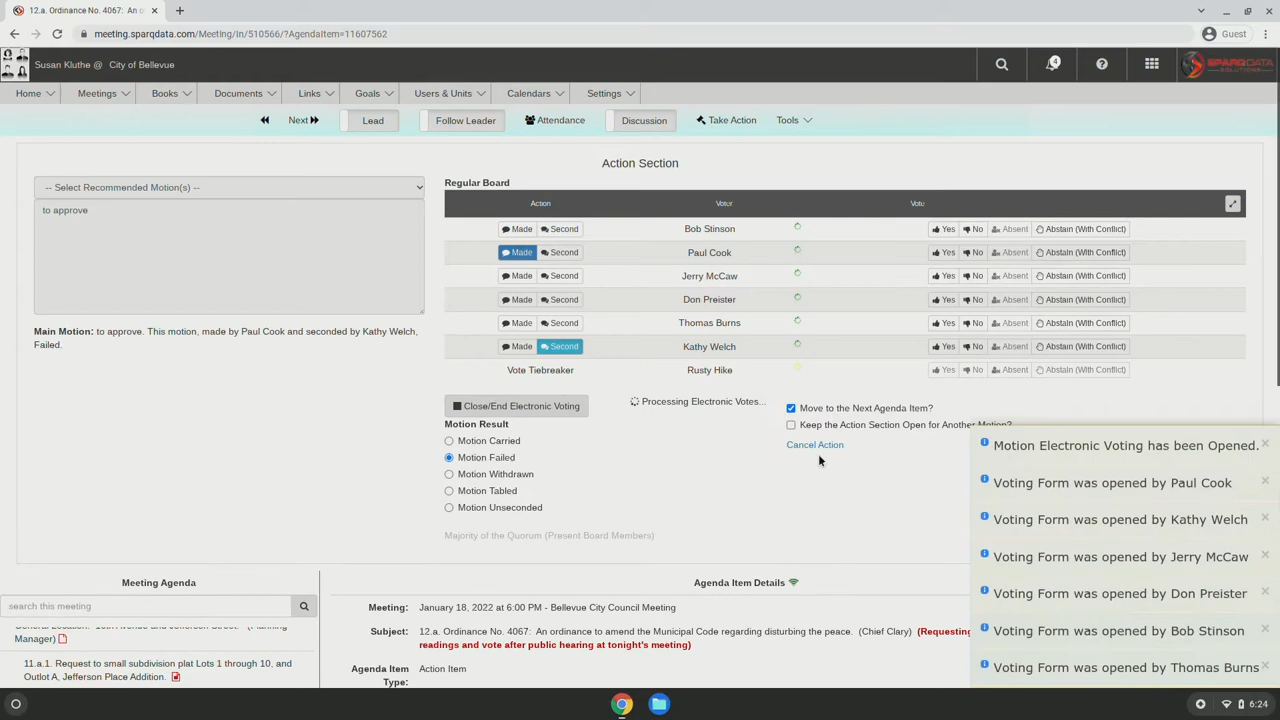 12.a. Ordinance No. 4067: An o
meeting.sparqdata.com/Meeting/In/510566/?AgendaItem=11607562
Guest
Susan Kluthe @ City of Bellevue
4
SPARQDATA
SOLUTIONS
Home Meetings Books Documents Links Goals Users & Units Calendars Settings
Next Lead Follow Leader Attendance Discussion Take Action Tools
Action Section
-- Select Recommended Motion(s) --
to approve
Main Motion: to approve. This motion, made by Paul Cook and seconded by Kathy Welch,
Failed.
Regular Board
Action Voter Vote
Made Second Bob Stinson Yes No Absent Abstain (With Conflict)
Made Second Paul Cook Yes No Absent Abstain (With Conflict)
Made Second Jerry McCaw Yes No Absent Abstain (With Conflict)
Made Second Don Preister Yes No Absent Abstain (With Conflict)
Made Second Thomas Burns Yes No Absent Abstain (With Conflict)
Made Second Kathy Welch Yes No Absent Abstain (With Conflict)
Vote Tiebreaker Rusty Hike Yes No Absent Abstain (With Conflict)
Close/End Electronic Voting
Processing Electronic Votes...
Move to the Next Agenda Item?
Keep the Action Section Open for Another Motion?
Cancel Action
Motion Result
Motion Carried
Motion Failed
Motion Withdrawn
Motion Tabled
Motion Unseconded
Majority of the Quorum (Present Board Members)
Motion Electronic Voting has been Opened.
Voting Form was opened by Paul Cook
Voting Form was opened by Kathy Welch
Voting Form was opened by Jerry McCaw
Voting Form was opened by Don Preister
Voting Form was opened by Bob Stinson
Voting Form was opened by Thomas Burns
Meeting Agenda
search this meeting
Manager)
11.a.1. Request to small subdivision plat Lots 1 through 10, and
Outlot A, Jefferson Place Addition.
Agenda Item Details
Meeting: January 18, 2022 at 6:00 PM - Bellevue City Council Meeting
Subject: 12.a. Ordinance No. 4067: An ordinance to amend the Municipal Code regarding disturbing the peace. (Chief Clary) (Requesting
readings and vote after public hearing at tonight's meeting)
Agenda Item
Type:
Action Item
6:24